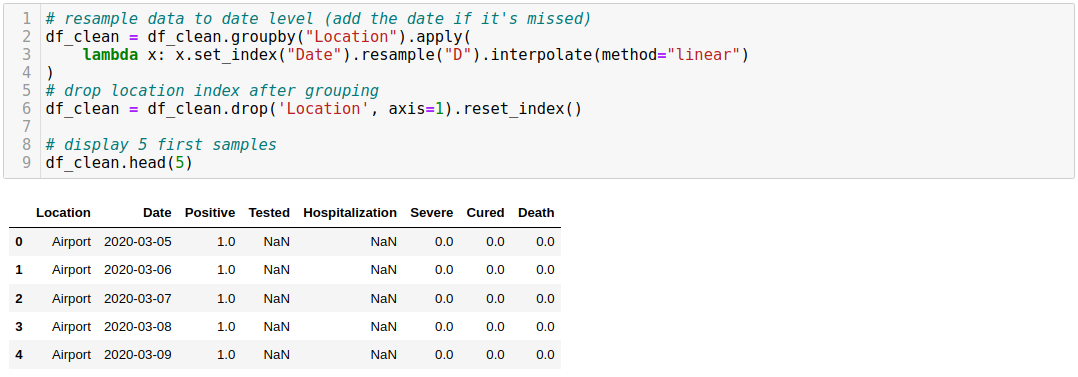 1 # resample data to date level (add the date if it's missed)
2 df_clean = df_clean.groupby("Location").apply(
3     lambda x: x.set_index("Date").resample("D").interpolate(method="linear")
4 )
5 # drop location index after grouping
6 df_clean = df_clean.drop('Location', axis=1).reset_index()
7
8 # display 5 first samples
9 df_clean.head(5)
Location Date Positive Tested Hospitalization Severe Cured Death
0 Airport 2020-03-05 1.0 NaN NaN 0.0 0.0 0.0
1 Airport 2020-03-06 1.0 NaN NaN 0.0 0.0 0.0
2 Airport 2020-03-07 1.0 NaN NaN 0.0 0.0 0.0
3 Airport 2020-03-08 1.0 NaN NaN 0.0 0.0 0.0
4 Airport 2020-03-09 1.0 NaN NaN 0.0 0.0 0.0